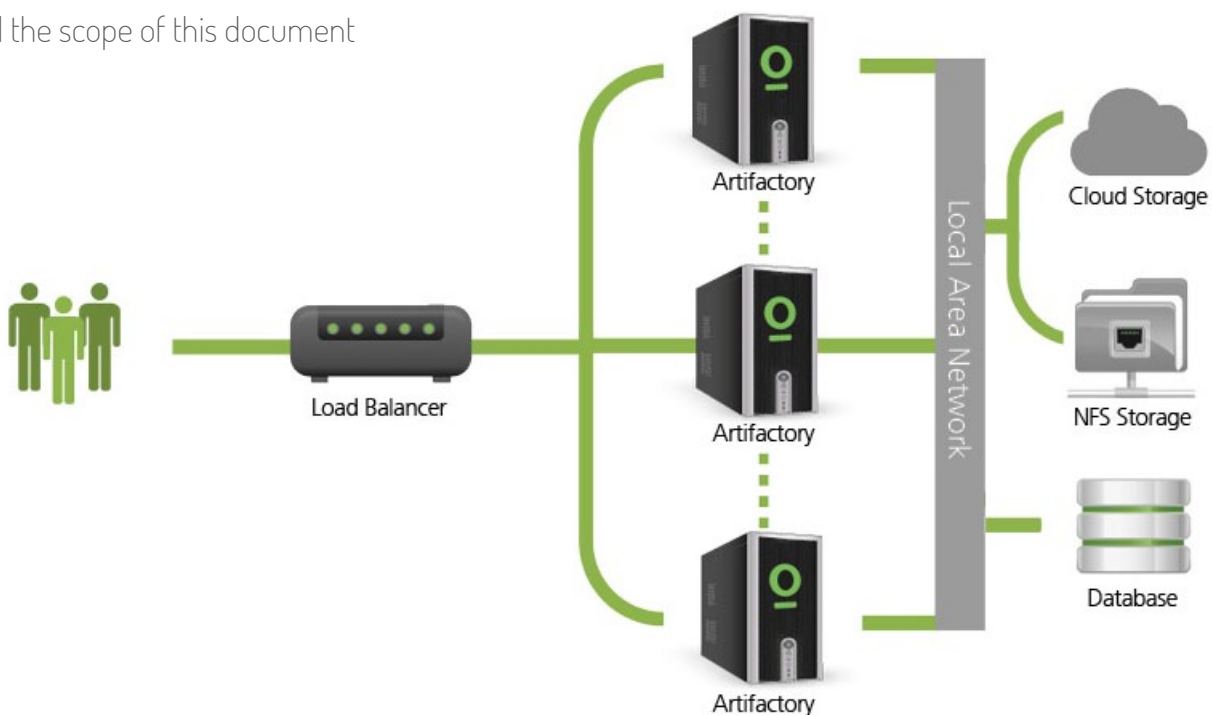 the scope of this document
Artifactory
Cloud Storage
Local Area Network
Load Balancer
Artifactory
NFS Storage
Database
Artifactory